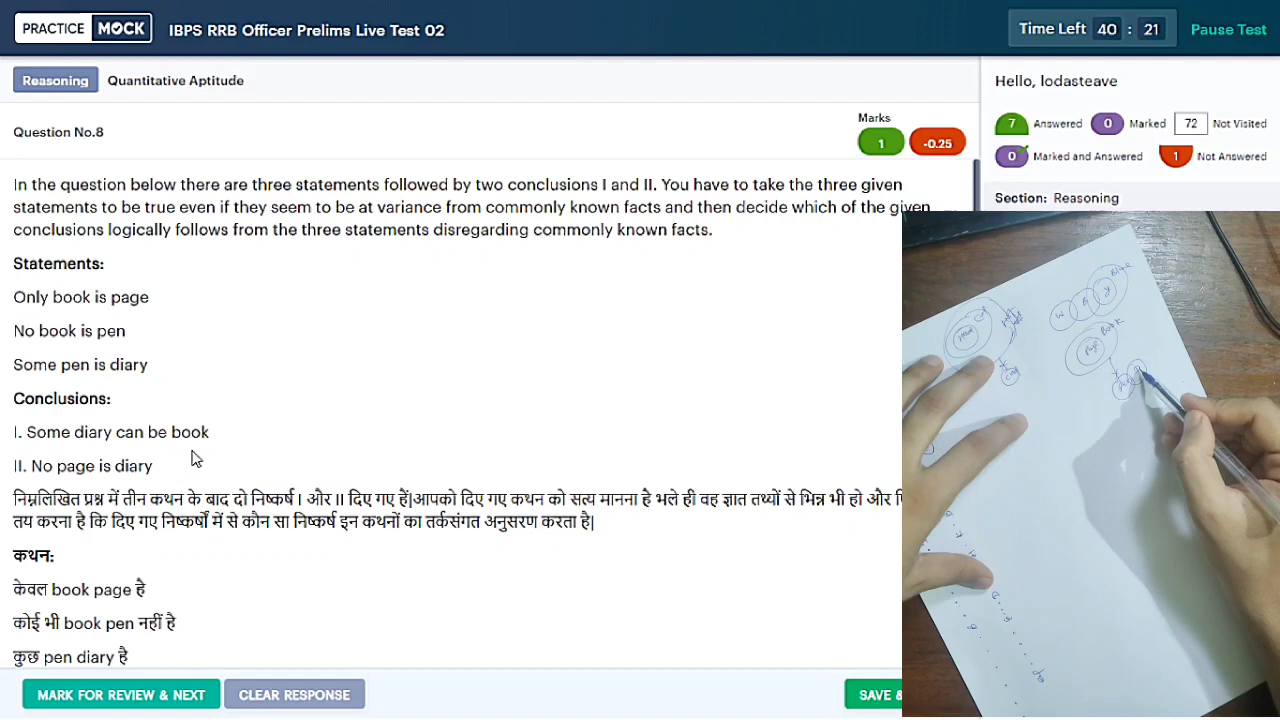 PRACTICE MOCK
IBPS RRB Officer Prelims Live Test 02
Time Left 40 : 21
Pause Test
Reasoning
Quantitative Aptitude
Hello, lodasteave
Question No.8
Marks
1
-0.25
7 Answered
0 Marked
72 Not Visited
0 Marked and Answered
1 Not Answered
Section: Reasoning
In the question below there are three statements followed by two conclusions I and II. You have to take the three given
statements to be true even if they seem to be at variance from commonly known facts and then decide which of the given
conclusions logically follows from the three statements disregarding commonly known facts.
Statements:
Only book is page
No book is pen
Some pen is diary
Conclusions:
I. Some diary can be book
II. No page is diary
निम्नलिखित प्रश्न में तीन कथन के बाद दो निष्कर्ष I और II दिए गए हैं|आपको दिए गए कथन को सत्य मानना है भले ही वह ज्ञात तथ्यों से भिन्न भी हो और
तय करना है कि दिए गए निष्कर्षों में से कौन सा निष्कर्ष इन कथनों का तर्कसंगत अनुसरण करता है|
कथन:
केवल book page है
कोई भी book pen नहीं है
कुछ pen diary है
MARK FOR REVIEW & NEXT
CLEAR RESPONSE
SAVE &
Blue
W
Book
Page